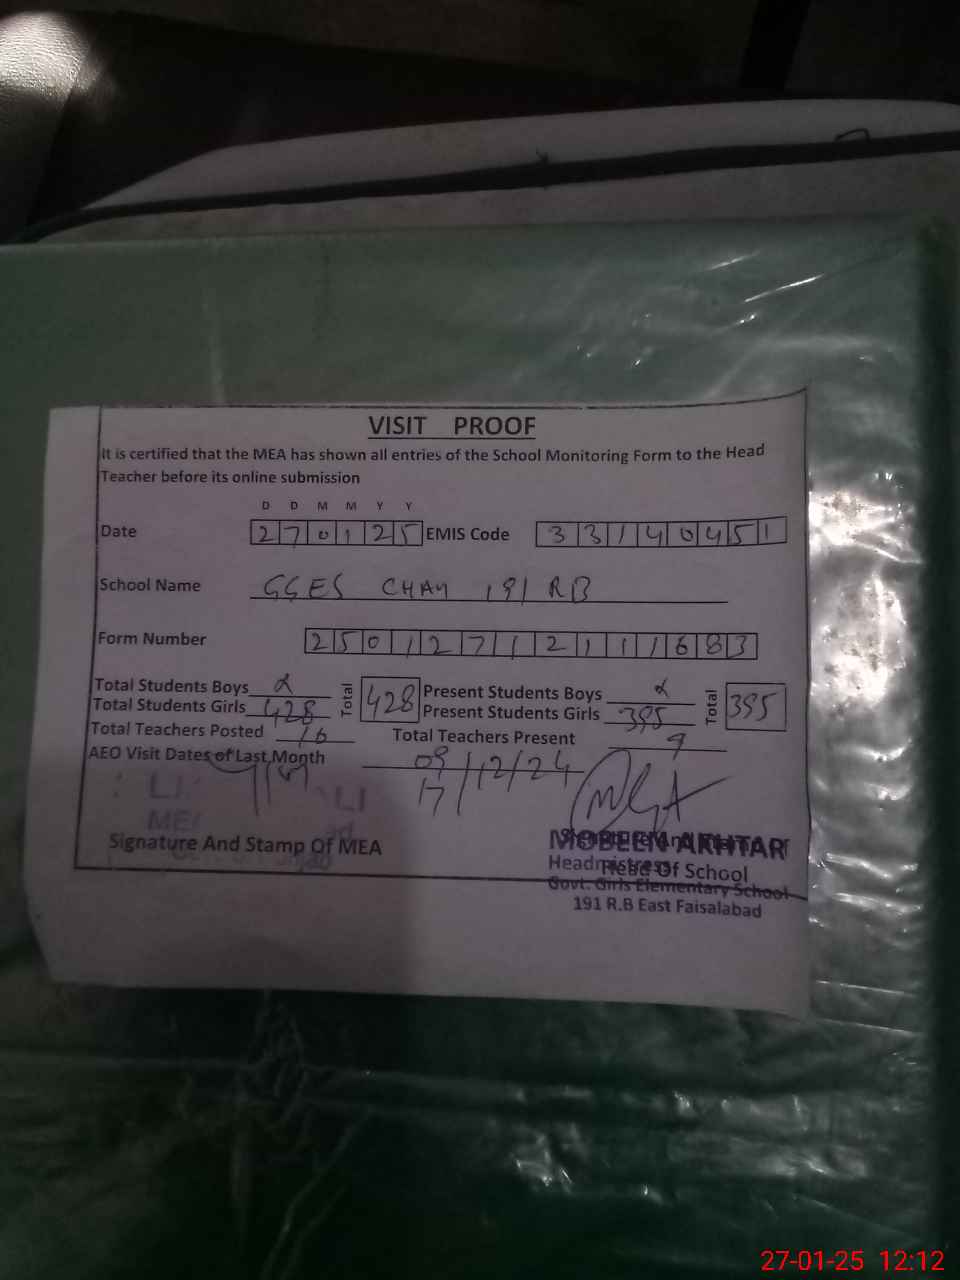 VISIT PROOF
It is certified that the MEA has shown all entries of the School Monitoring Form to the Head
Teacher before its online submission
D D M M Y Y
Date 270125 EMIS Code 33140451
School Name GGES CHAK 191 RB
Form Number 25012712111683
Total Students Boys x Total 428 Present Students Boys x Total 395
Total Students Girls 428 Present Students Girls 395
Total Teachers Posted 16 Total Teachers Present 9
AEO Visit Dates of Last Month 09/12/24
17
Signature And Stamp Of MEA
MOBEEN AKHTAR
Headmistress
Head Of School
Govt. Girls Elementary School
191 R.B East Faisalabad
27-01-25 12:12